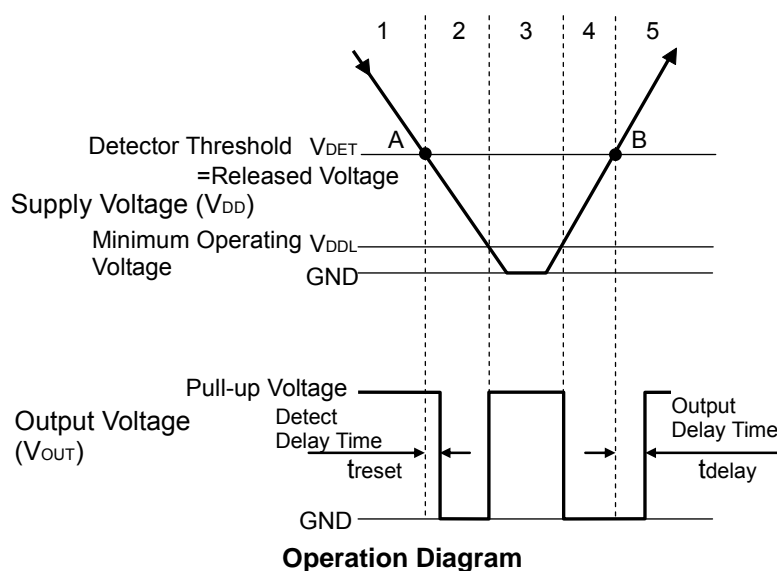 1 2 3 4 5
Detector Threshold VDET A B
=Released Voltage
Supply Voltage (VDD)
Minimum Operating VDDL
Voltage
GND
Pull-up Voltage
Output Voltage
(VOUT)
Detect
Delay Time
treset
Output
Delay Time
tdelay
GND
Operation Diagram